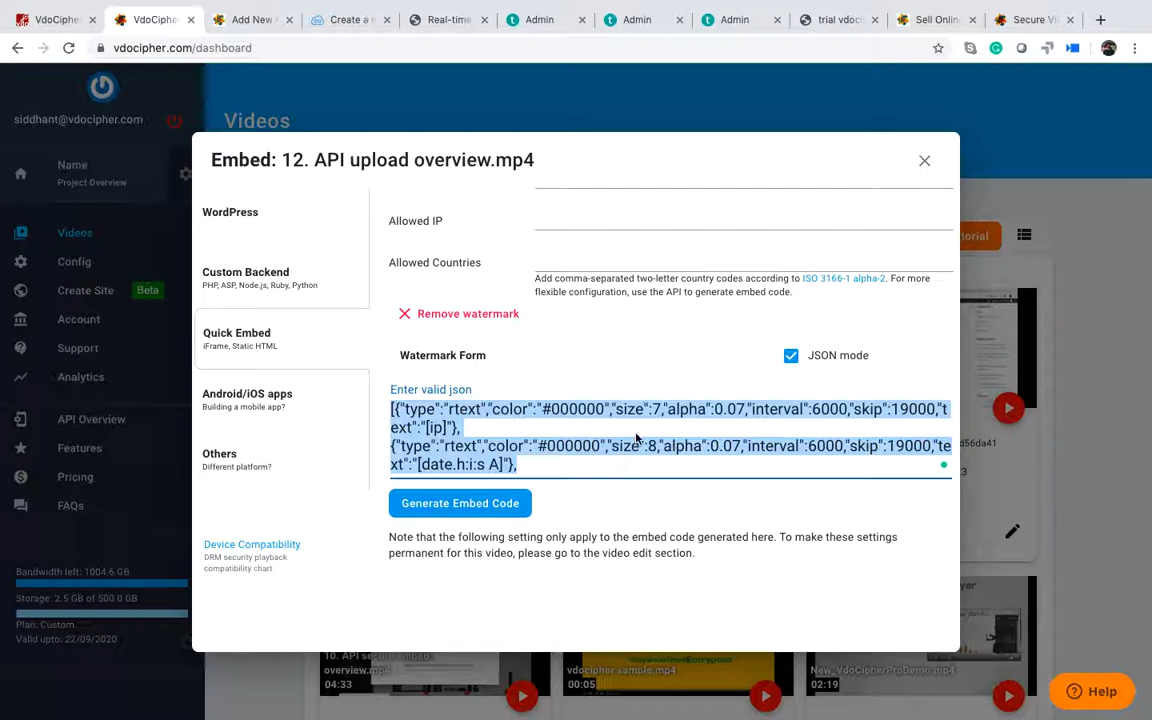 VdoCipher
Add New
Create a
Real-time
Admin
Admin
Admin
trial vdoci
Sell Online
Secure Vi
vdocipher.com/dashboard
siddhant@vdocipher.com
Videos
Name
Project Overview
Videos
Config
Create Site
Beta
Account
Support
Analytics
API Overview
Features
Pricing
FAQs
Bandwidth left: 1004.6 GB
Storage: 2.5 GB of 500.0 GB
Plan: Custom
Valid upto: 22/09/2020
Embed: 12. API upload overview.mp4
WordPress
Custom Backend
PHP, ASP, Node.js, Ruby, Python
Quick Embed
iFrame, Static HTML
Android/iOS apps
Building a mobile app?
Others
Different platform?
Device Compatibility
DRM security playback
compatibility chart
Allowed IP
Allowed Countries
Add comma-separated two-letter country codes according to ISO 3166-1 alpha-2. For more
flexible configuration, use the API to generate embed code.
Remove watermark
Watermark Form
JSON mode
Enter valid json
[{"type":"rtext","color":"#000000","size":7,"alpha":0.07,"interval":6000,"skip":19000,"t
ext":"[ip]"},
{"type":"rtext","color":"#000000","size":8,"alpha":0.07,"interval":6000,"skip":19000,"te
xt":"[date.h:i:s A]"},
Generate Embed Code
Note that the following setting only apply to the embed code generated here. To make these settings
permanent for this video, please go to the video edit section.
torial
56da41
10. API secure embed
overview.mp4
04:33
vdocipher sample.mp4
00:05
New_VdoCipherProDemo.mp4
02:19
Help